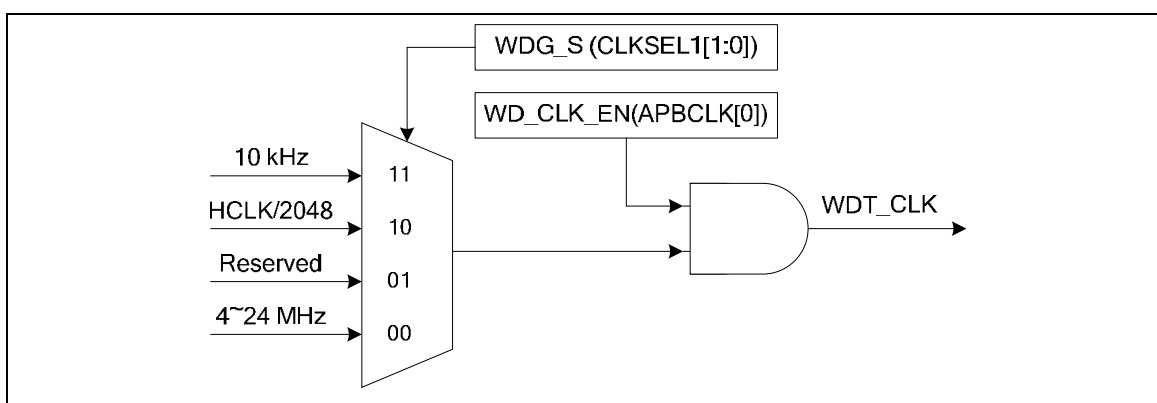 WDG_S (CLKSEL1[1:0])
WD_CLK_EN(APBCLK[0])
10 kHz
11
HCLK/2048
10
Reserved
01
4~24 MHz
00
WDT_CLK